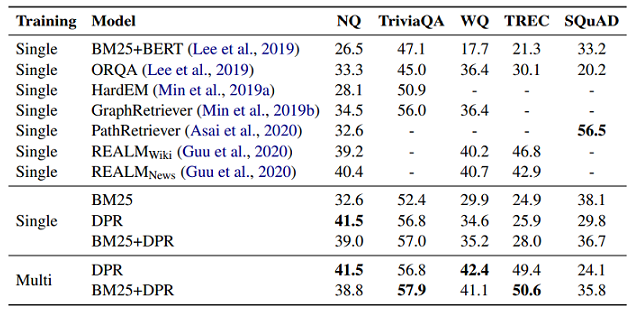 Training Model NQ TriviaQA WQ TREC SQuAD
Single BM25+BERT (Lee et al., 2019) 26.5 47.1 17.7 21.3 33.2
Single ORQA (Lee et al., 2019) 33.3 45.0 36.4 30.1 20.2
Single HardEM (Min et al., 2019a) 28.1 50.9 - - -
Single GraphRetriever (Min et al., 2019b) 34.5 56.0 36.4 - -
Single PathRetriever (Asai et al., 2020) 32.6 - - - 56.5
Single REALMWiki (Guu et al., 2020) 39.2 - 40.2 46.8 -
Single REALMNews (Guu et al., 2020) 40.4 - 40.7 42.9 -
BM25 32.6 52.4 29.9 24.9 38.1
Single DPR 41.5 56.8 34.6 25.9 29.8
BM25+DPR 39.0 57.0 35.2 28.0 36.7
Multi DPR 41.5 56.8 42.4 49.4 24.1
BM25+DPR 38.8 57.9 41.1 50.6 35.8